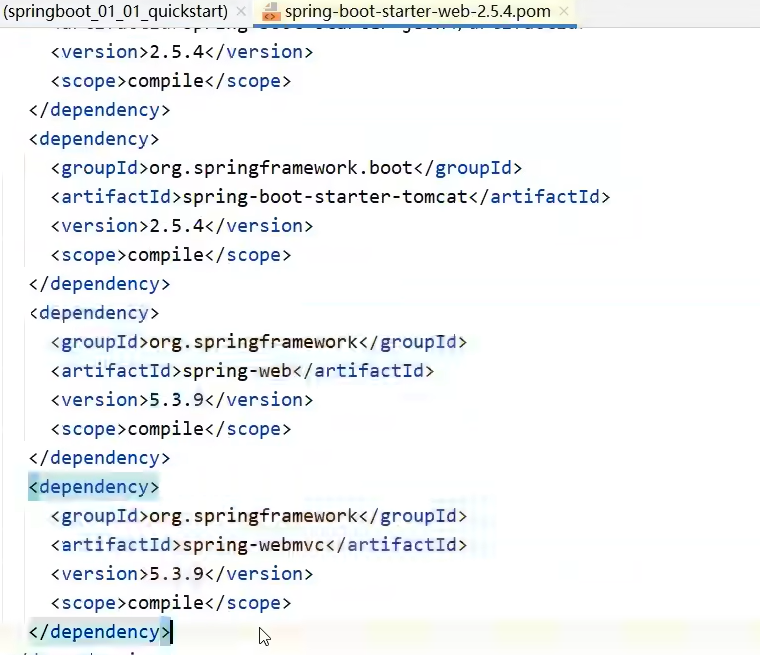 (springboot_01_01_quickstart) × spring-boot-starter-web-2.5.4.pom ×
<version>2.5.4</version>
<scope>compile</scope>
</dependency>
<dependency>
<groupId>org.springframework.boot</groupId>
<artifactId>spring-boot-starter-tomcat</artifactId>
<version>2.5.4</version>
<scope>compile</scope>
</dependency>
<dependency>
<groupId>org.springframework</groupId>
<artifactId>spring-web</artifactId>
<version>5.3.9</version>
<scope>compile</scope>
</dependency>
<dependency>
<groupId>org.springframework</groupId>
<artifactId>spring-webmvc</artifactId>
<version>5.3.9</version>
<scope>compile</scope>
</dependency>